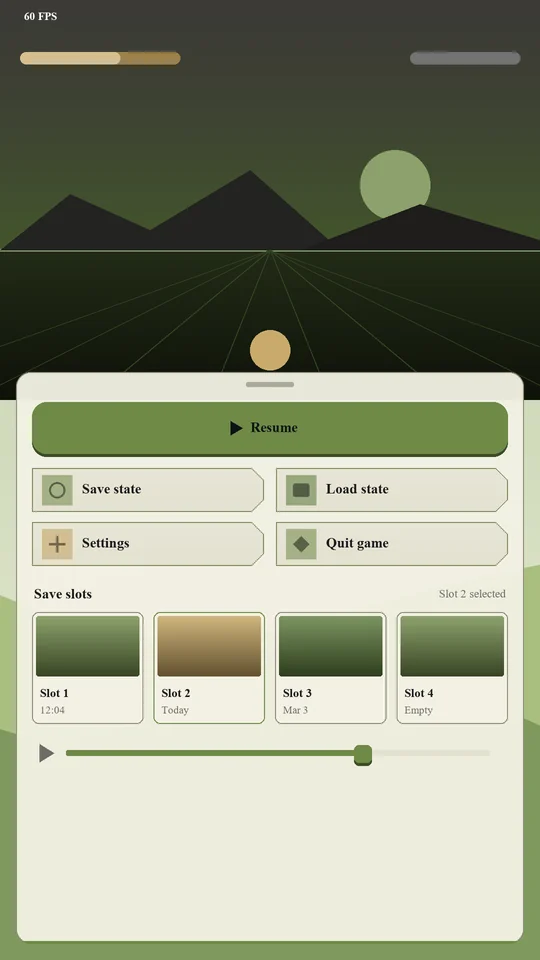 60 FPS
Resume
Save state
Load state
Settings
Quit game
Save slots
Slot 2 selected
Slot 1
12:04
Slot 2
Today
Slot 3
Mar 3
Slot 4
Empty